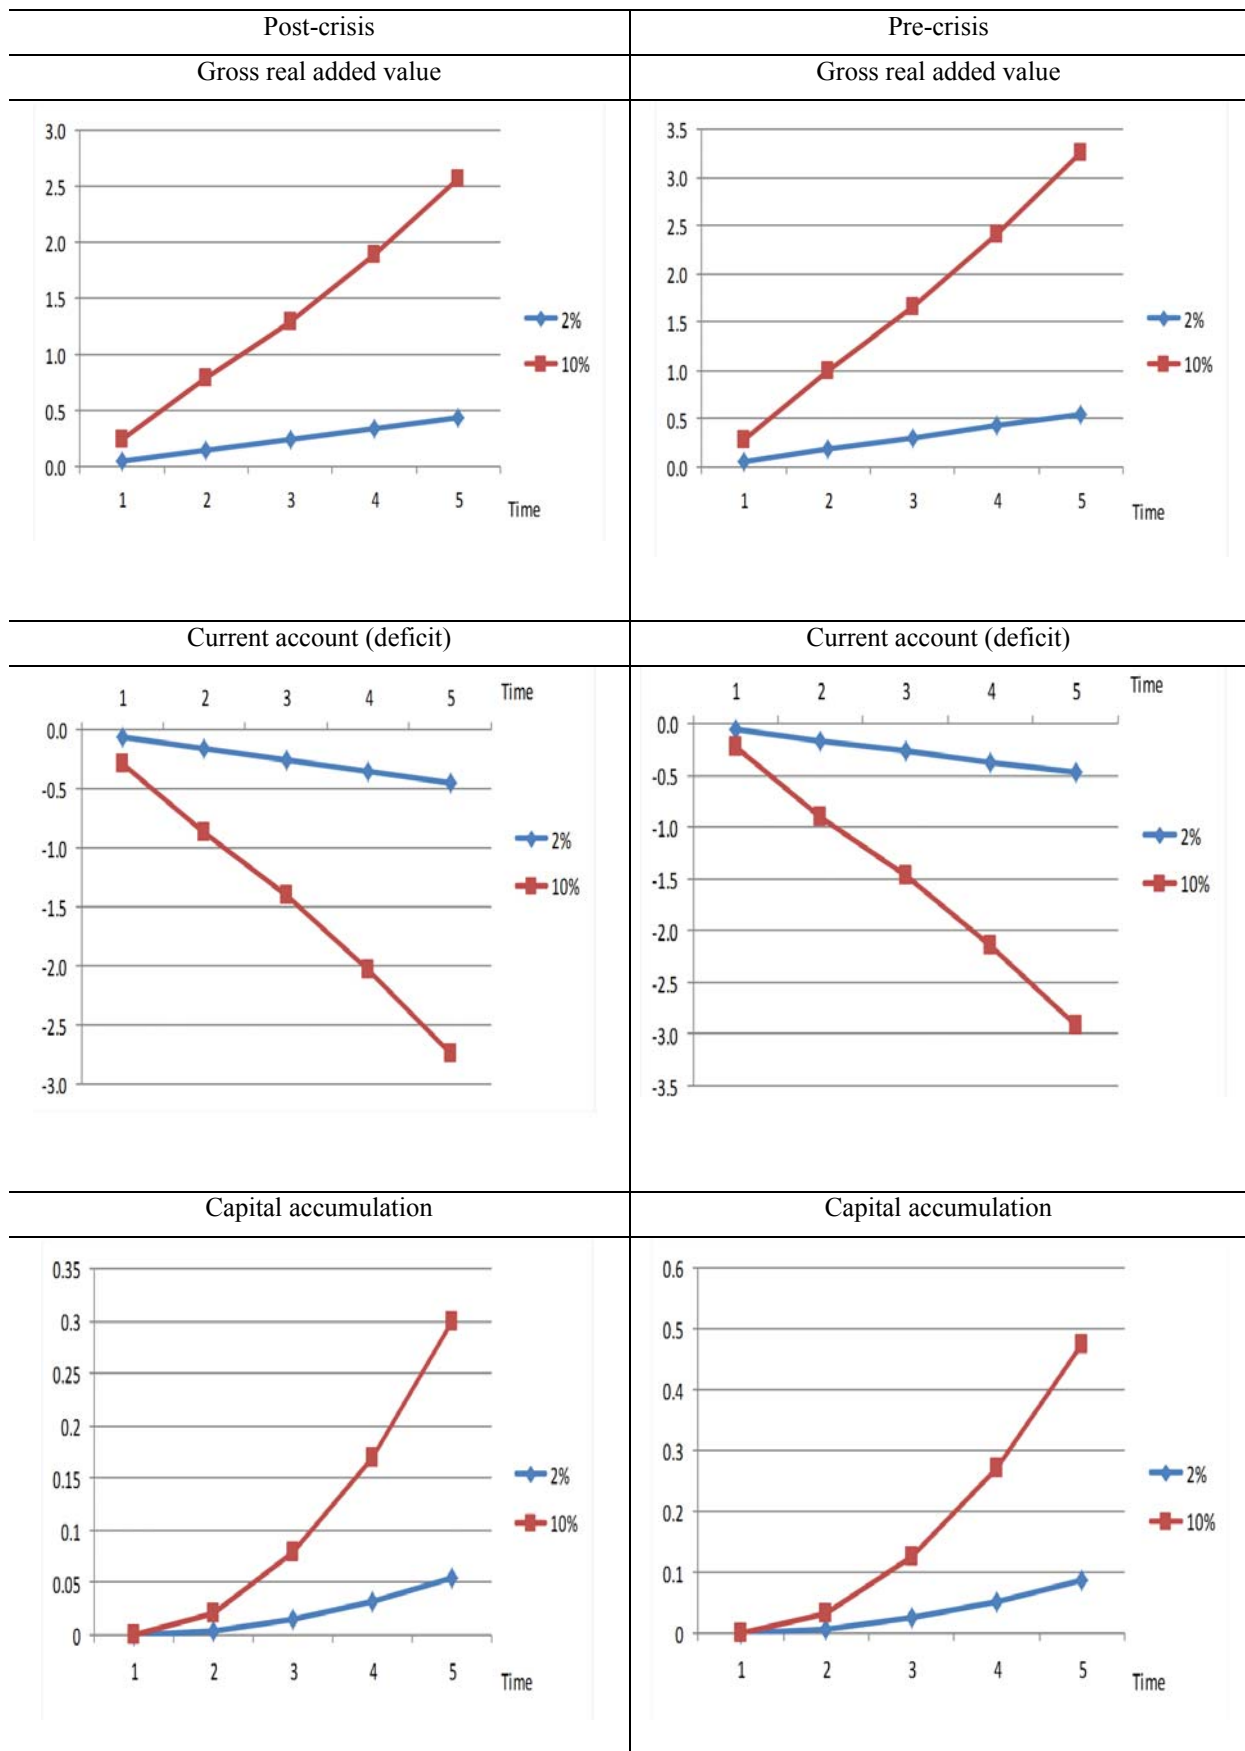 Post-crisis
Pre-crisis
Gross real added value
Gross real added value
3.0
2.5
2.0
1.5
1.0
0.5
0.0
1 2 3 4 5
Time
2%
10%
3.5
3.0
2.5
2.0
1.5
1.0
0.5
0.0
1 2 3 4 5
Time
2%
10%
Current account (deficit)
Current account (deficit)
1 2 3 4 5
Time
0.0
-0.5
-1.0
-1.5
-2.0
-2.5
-3.0
2%
10%
1 2 3 4 5
Time
0.0
-0.5
-1.0
-1.5
-2.0
-2.5
-3.0
-3.5
2%
10%
Capital accumulation
Capital accumulation
0.35
0.3
0.25
0.2
0.15
0.1
0.05
0
1 2 3 4 5
Time
2%
10%
0.6
0.5
0.4
0.3
0.2
0.1
0
1 2 3 4 5
Time
2%
10%